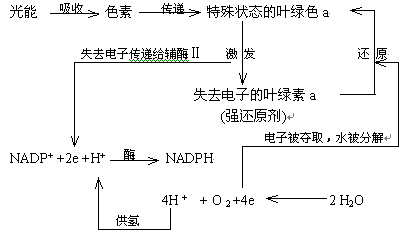 光能 吸收 色素 传递 特殊状态的叶绿色 a
失去电子传递给辅酶Ⅱ 激发 还原
失去电子的叶绿素 a
(强还原剂)
电子被夺取，水被分解
NADP⁺ +2e + H⁺ 酶 NADPH
4H⁺ + O₂ +4e 2 H₂O
供氢